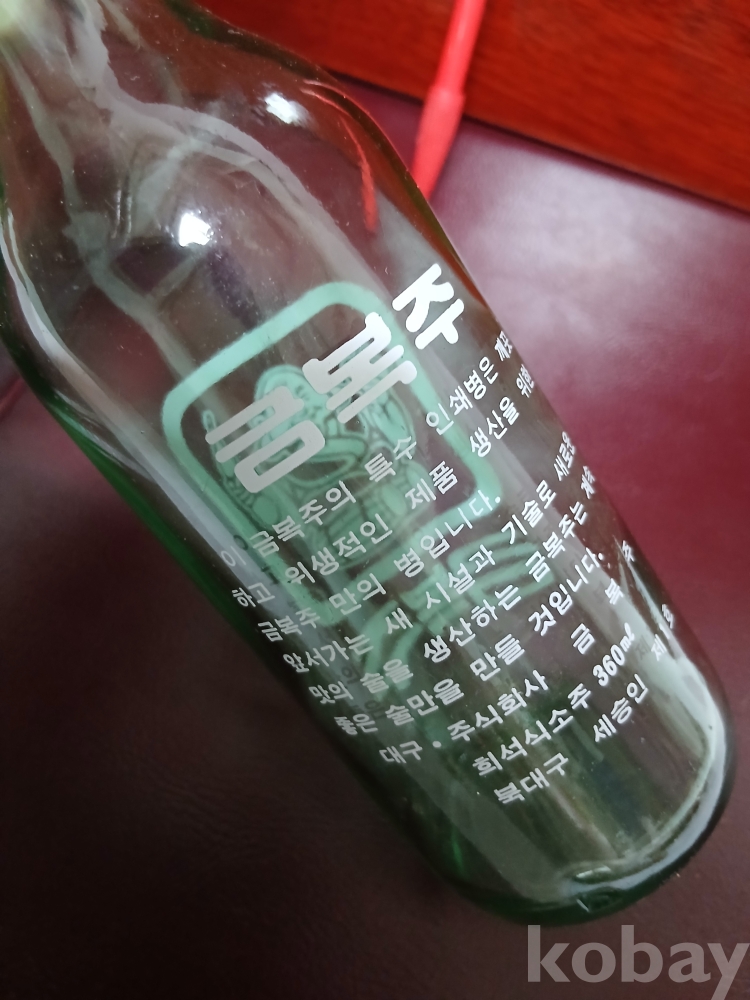 금복주
이 금복주의 특수 인쇄병은
하고 위생적인 제품 생산을 위한
금복주 만의 병입니다.
앞서가는 새 시설과 기술로 새로운
맛의 술을 생산하는 금복주는
좋은 술만을 만들 것입니다.
대구 · 주식회사 금 복 주
희석식소주 360㎖
북대구 세승인 제
kobay